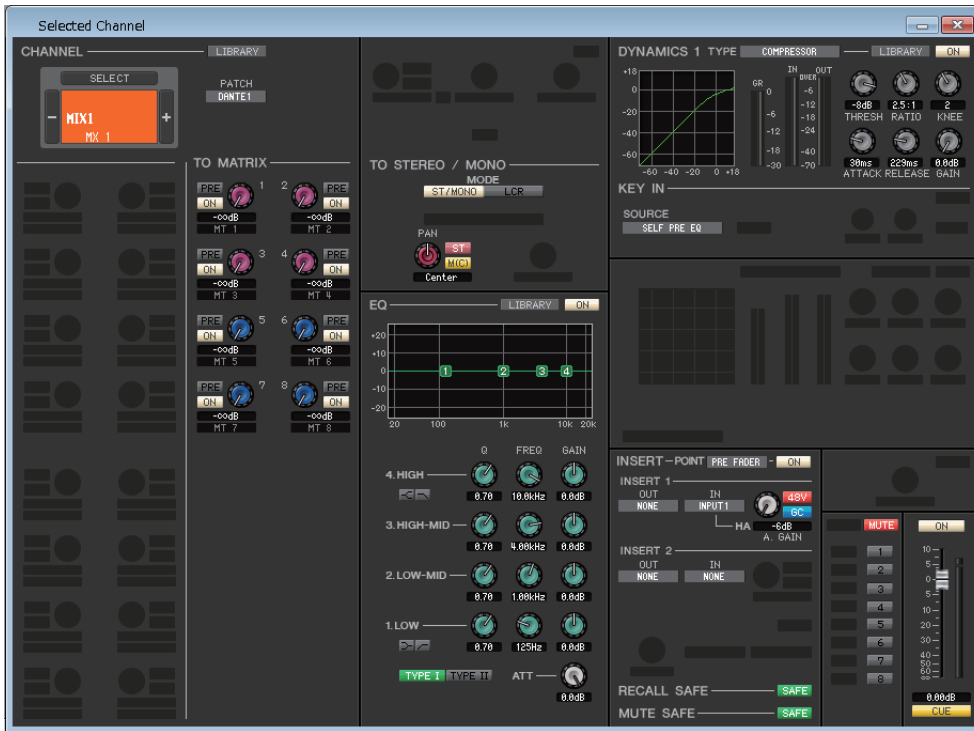 Selected Channel
CHANNEL
LIBRARY
SELECT
-
MIX1
+
MX 1
PATCH
DANTE1
TO MATRIX
PRE
1
2
PRE
ON
ON
-∞dB
-∞dB
MT 1
MT 2
PRE
3
4
PRE
ON
ON
-∞dB
-∞dB
MT 3
MT 4
PRE
5
6
PRE
ON
ON
-∞dB
-∞dB
MT 5
MT 6
PRE
7
8
PRE
ON
ON
-∞dB
-∞dB
MT 7
MT 8
TO STEREO / MONO
MODE
ST/MONO
LCR
PAN
ST
M(C)
Center
EQ
LIBRARY
ON
+20
+10
0
-10
-20
1
2
3
4
20
100
1k
10k
20k
Q
FREQ
GAIN
4.HIGH
0.70
10.0kHz
0.0dB
3.HIGH-MID
0.70
4.00kHz
0.0dB
2.LOW-MID
0.70
1.00kHz
0.0dB
1.LOW
0.70
125Hz
0.0dB
TYPE I
TYPE II
ATT
0.0dB
DYNAMICS 1
TYPE
COMPRESSOR
LIBRARY
ON
+18
0
-20
-40
-60
-60
-40
-20
0
+18
GR
0
-6
-12
-18
-30
IN
OUT
OVER
-6
-12
-18
-24
-40
-70
-8dB
2.5:1
2
THRESH
RATIO
KNEE
30ms
229ms
0.0dB
ATTACK
RELEASE
GAIN
KEY IN
SOURCE
SELF PRE EQ
INSERT
POINT
PRE FADER
ON
INSERT 1
OUT
IN
NONE
INPUT1
48V
GC
HA
-6dB
A. GAIN
INSERT 2
OUT
IN
NONE
NONE
RECALL SAFE
SAFE
MUTE SAFE
SAFE
MUTE
1
2
3
4
5
6
7
8
ON
10
5
0
5
10
20
30
40
50
60
∞
0.00dB
CUE